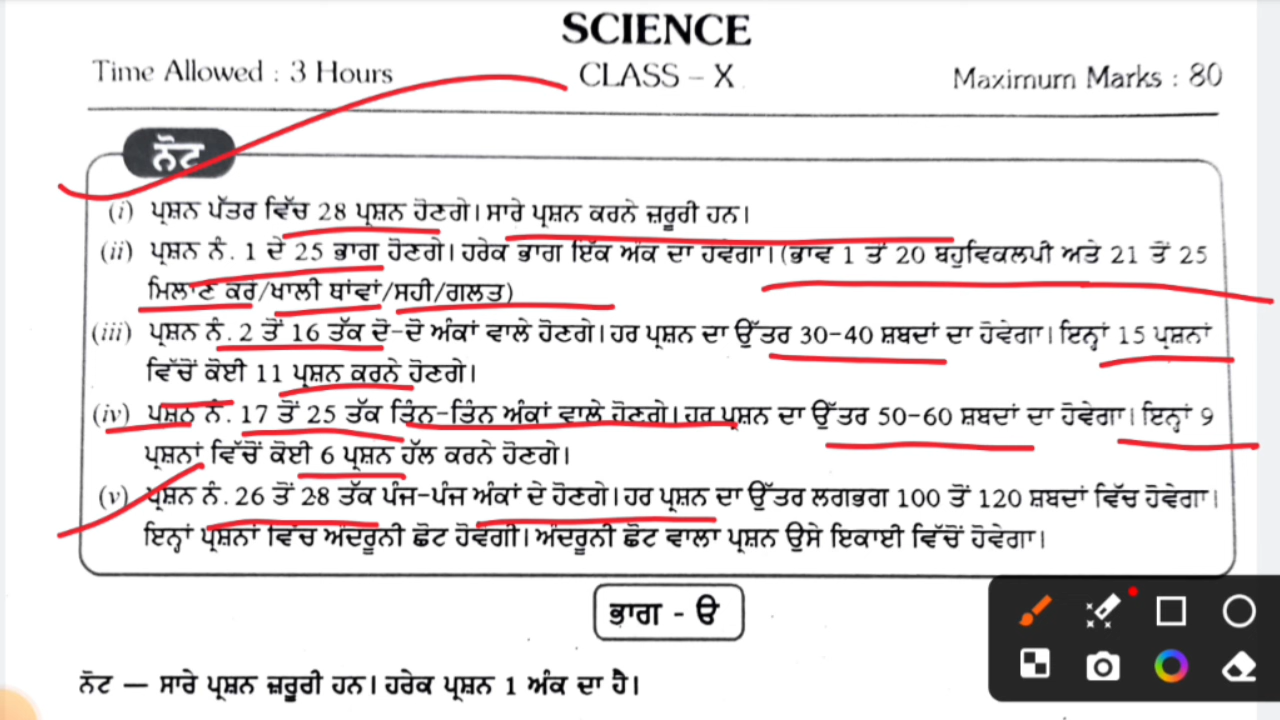 SCIENCE
Time Allowed : 3 Hours CLASS – X Maximum Marks : 80
ਨੋਟ
(i) ਪ੍ਰਸ਼ਨ ਪੱਤਰ ਵਿੱਚ 28 ਪ੍ਰਸ਼ਨ ਹੋਣਗੇ। ਸਾਰੇ ਪ੍ਰਸ਼ਨ ਕਰਨੇ ਜ਼ਰੂਰੀ ਹਨ।
(ii) ਪ੍ਰਸ਼ਨ ਨੰ. 1 ਦੇ 25 ਭਾਗ ਹੋਣਗੇ। ਹਰੇਕ ਭਾਗ ਇੱਕ ਅੰਕ ਦਾ ਹੋਵੇਗਾ। (ਭਾਵ 1 ਤੋਂ 20 ਬਹੁਵਿਕਲਪੀ ਅਤੇ 21 ਤੋਂ 25
ਮਿਲਾਣ ਕਰੋ/ਖਾਲੀ ਥਾਂਵਾਂ/ਸਹੀ/ਗਲਤ)
(iii) ਪ੍ਰਸ਼ਨ ਨੰ. 2 ਤੋਂ 16 ਤੱਕ ਦੋ-ਦੋ ਅੰਕਾਂ ਵਾਲੇ ਹੋਣਗੇ। ਹਰ ਪ੍ਰਸ਼ਨ ਦਾ ਉੱਤਰ 30-40 ਸ਼ਬਦਾਂ ਦਾ ਹੋਵੇਗਾ। ਇਨ੍ਹਾਂ 15 ਪ੍ਰਸ਼ਨਾਂ
ਵਿੱਚੋਂ ਕੋਈ 11 ਪ੍ਰਸ਼ਨ ਕਰਨੇ ਹੋਣਗੇ।
(iv) ਪ੍ਰਸ਼ਨ ਨੰ. 17 ਤੋਂ 25 ਤੱਕ ਤਿੰਨ-ਤਿੰਨ ਅੰਕਾਂ ਵਾਲੇ ਹੋਣਗੇ। ਹਰ ਪ੍ਰਸ਼ਨ ਦਾ ਉੱਤਰ 50-60 ਸ਼ਬਦਾਂ ਦਾ ਹੋਵੇਗਾ। ਇਨ੍ਹਾਂ 9
ਪ੍ਰਸ਼ਨਾਂ ਵਿੱਚੋਂ ਕੋਈ 6 ਪ੍ਰਸ਼ਨ ਹੱਲ ਕਰਨੇ ਹੋਣਗੇ।
(v) ਪ੍ਰਸ਼ਨ ਨੰ. 26 ਤੋਂ 28 ਤੱਕ ਪੰਜ-ਪੰਜ ਅੰਕਾਂ ਦੇ ਹੋਣਗੇ। ਹਰ ਪ੍ਰਸ਼ਨ ਦਾ ਉੱਤਰ ਲਗਭਗ 100 ਤੋਂ 120 ਸ਼ਬਦਾਂ ਵਿੱਚ ਹੋਵੇਗਾ।
ਇਨ੍ਹਾਂ ਪ੍ਰਸ਼ਨਾਂ ਵਿੱਚ ਅੰਦਰੂਨੀ ਛੋਟ ਹੋਵੇਗੀ। ਅੰਦਰੂਨੀ ਛੋਟ ਵਾਲਾ ਪ੍ਰਸ਼ਨ ਉਸੇ ਇਕਾਈ ਵਿੱਚੋਂ ਹੋਵੇਗਾ।
ਭਾਗ - ੳ
ਨੋਟ — ਸਾਰੇ ਪ੍ਰਸ਼ਨ ਜ਼ਰੂਰੀ ਹਨ। ਹਰੇਕ ਪ੍ਰਸ਼ਨ 1 ਅੰਕ ਦਾ ਹੈ।